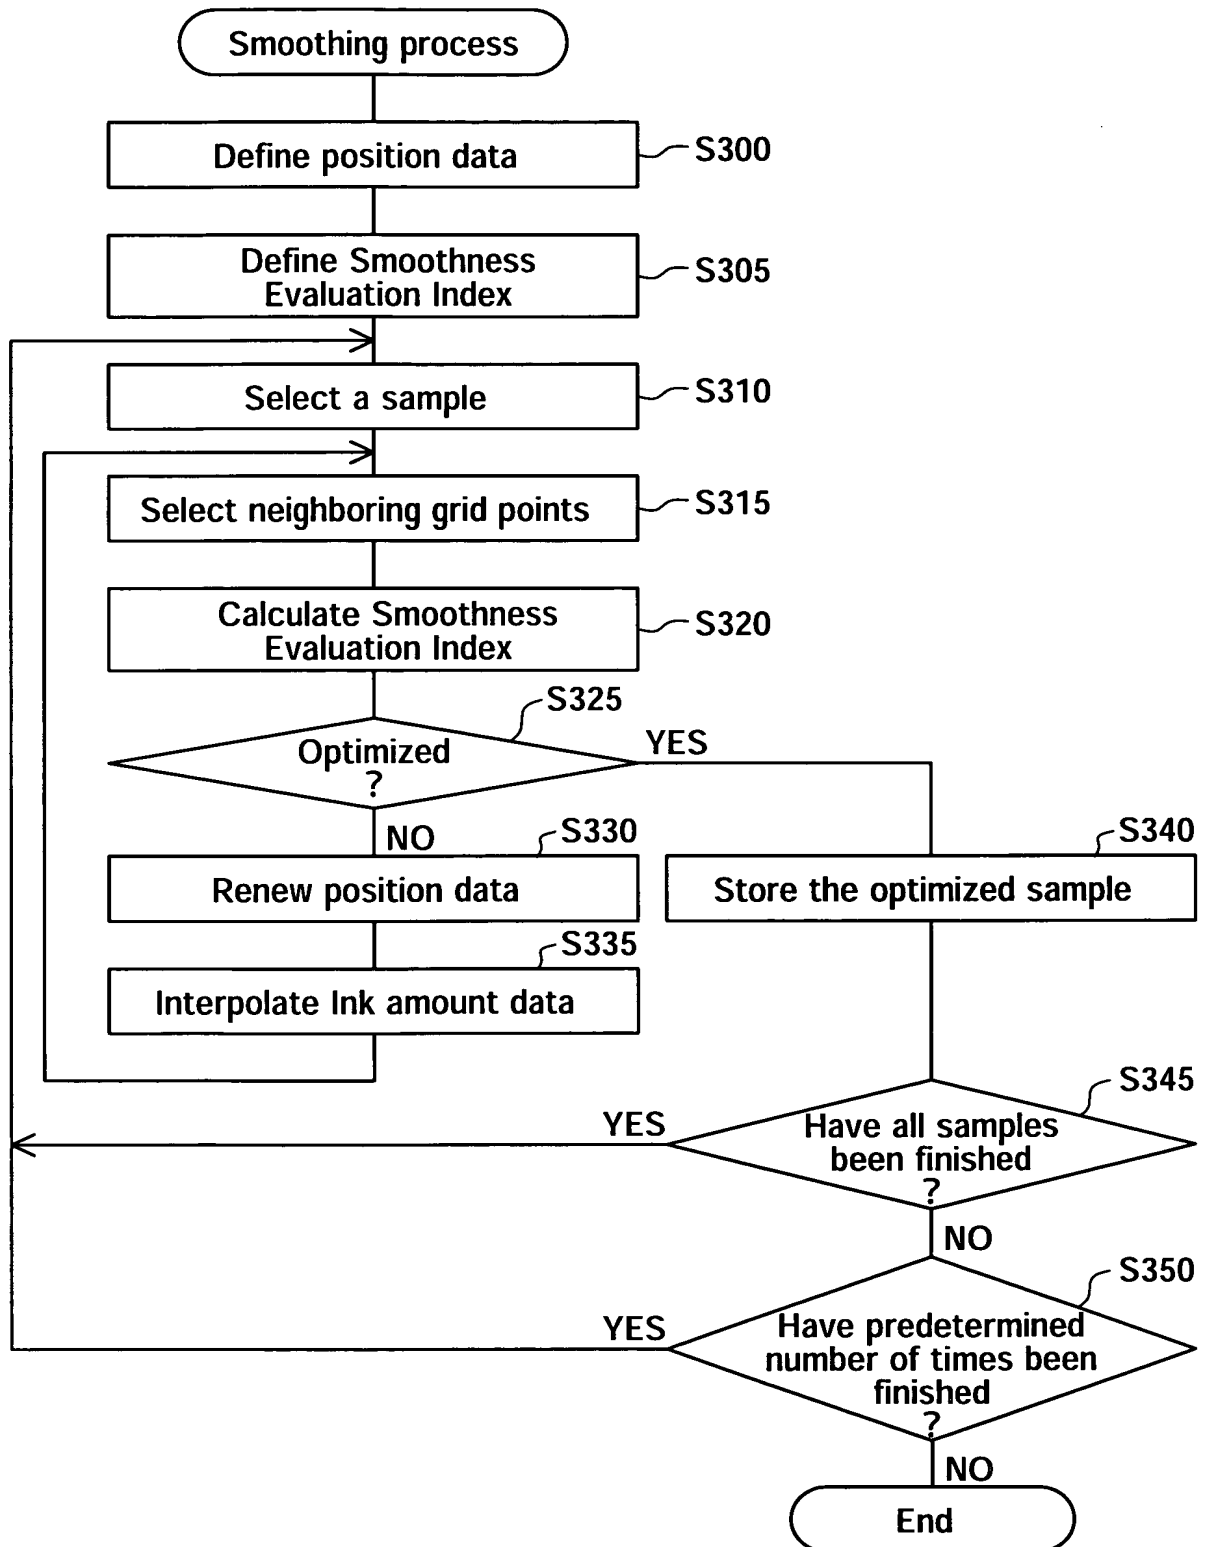 Smoothing process
Define position data
S300
Define Smoothness
Evaluation Index
S305
Select a sample
S310
Select neighboring grid points
S315
Calculate Smoothness
Evaluation Index
S320
S325
Optimized
?
YES
NO
S330
Renew position data
S340
Store the optimized sample
S335
Interpolate Ink amount data
S345
Have all samples
been finished
?
YES
NO
S350
Have predetermined
number of times been
finished
?
YES
NO
End